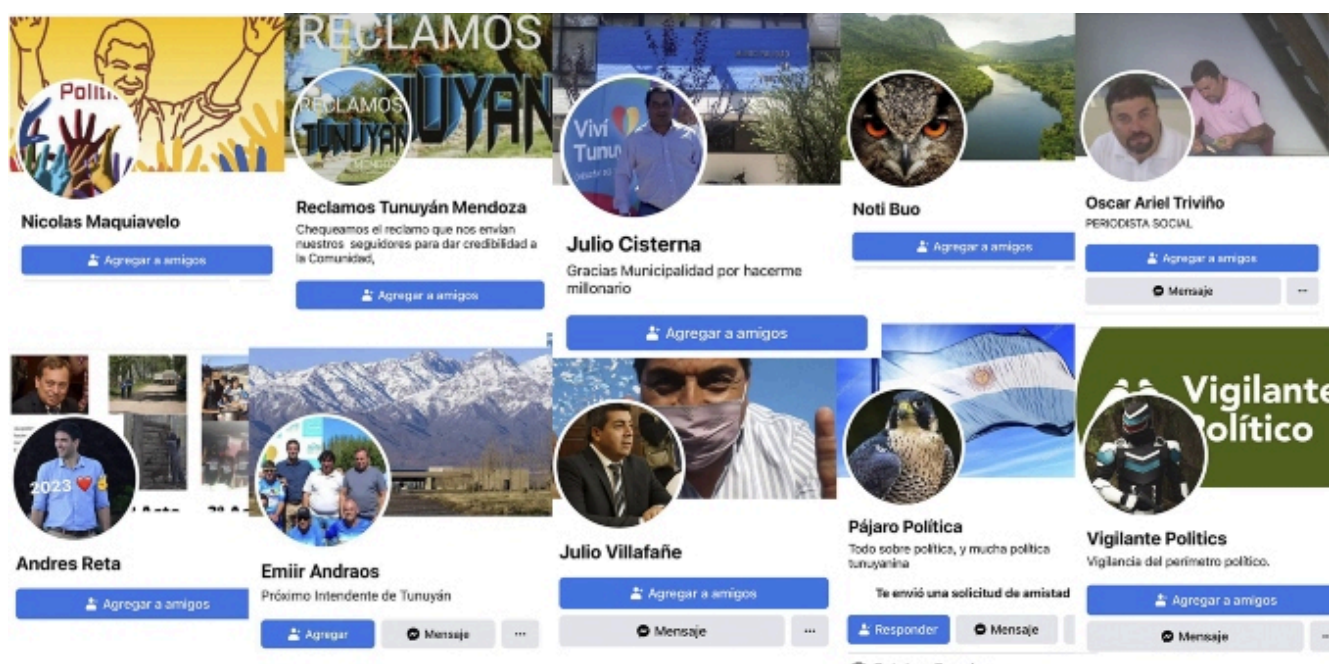 Politi
Nicolas Maquiavelo
Agregar a amigos
RECLAMOS
TUNUYAN
RECLAMOS
TUNUYAN
Reclamos Tunuyán Mendoza
Chequeamos el reclamo que nos envían
nuestros seguidores para dar credibilidad a
la Comunidad,
Agregar a amigos
Viví
Tunuy
Julio Cisterna
Gracias Municipalidad por hacerme
millonario
Agregar a amigos
Noti Buo
Agregar a amigos
Oscar Ariel Triviño
PERIODISTA SOCIAL
Agregar a amigos
Mensaje
...
2023
Andres Reta
Agregar a amigos
Emiir Andraos
Próximo Intendente de Tunuyán
Agregar
Mensaje
...
Julio Villafañe
Agregar a amigos
Mensaje
...
Pájaro Política
Todo sobre política, y mucha política
tunuyanina
Te envió una solicitud de amistad
Responder
Mensaje
Vigilante
Político
Vigilante Politics
Vigilancia del perímetro político.
Agregar a amigos
Mensaje